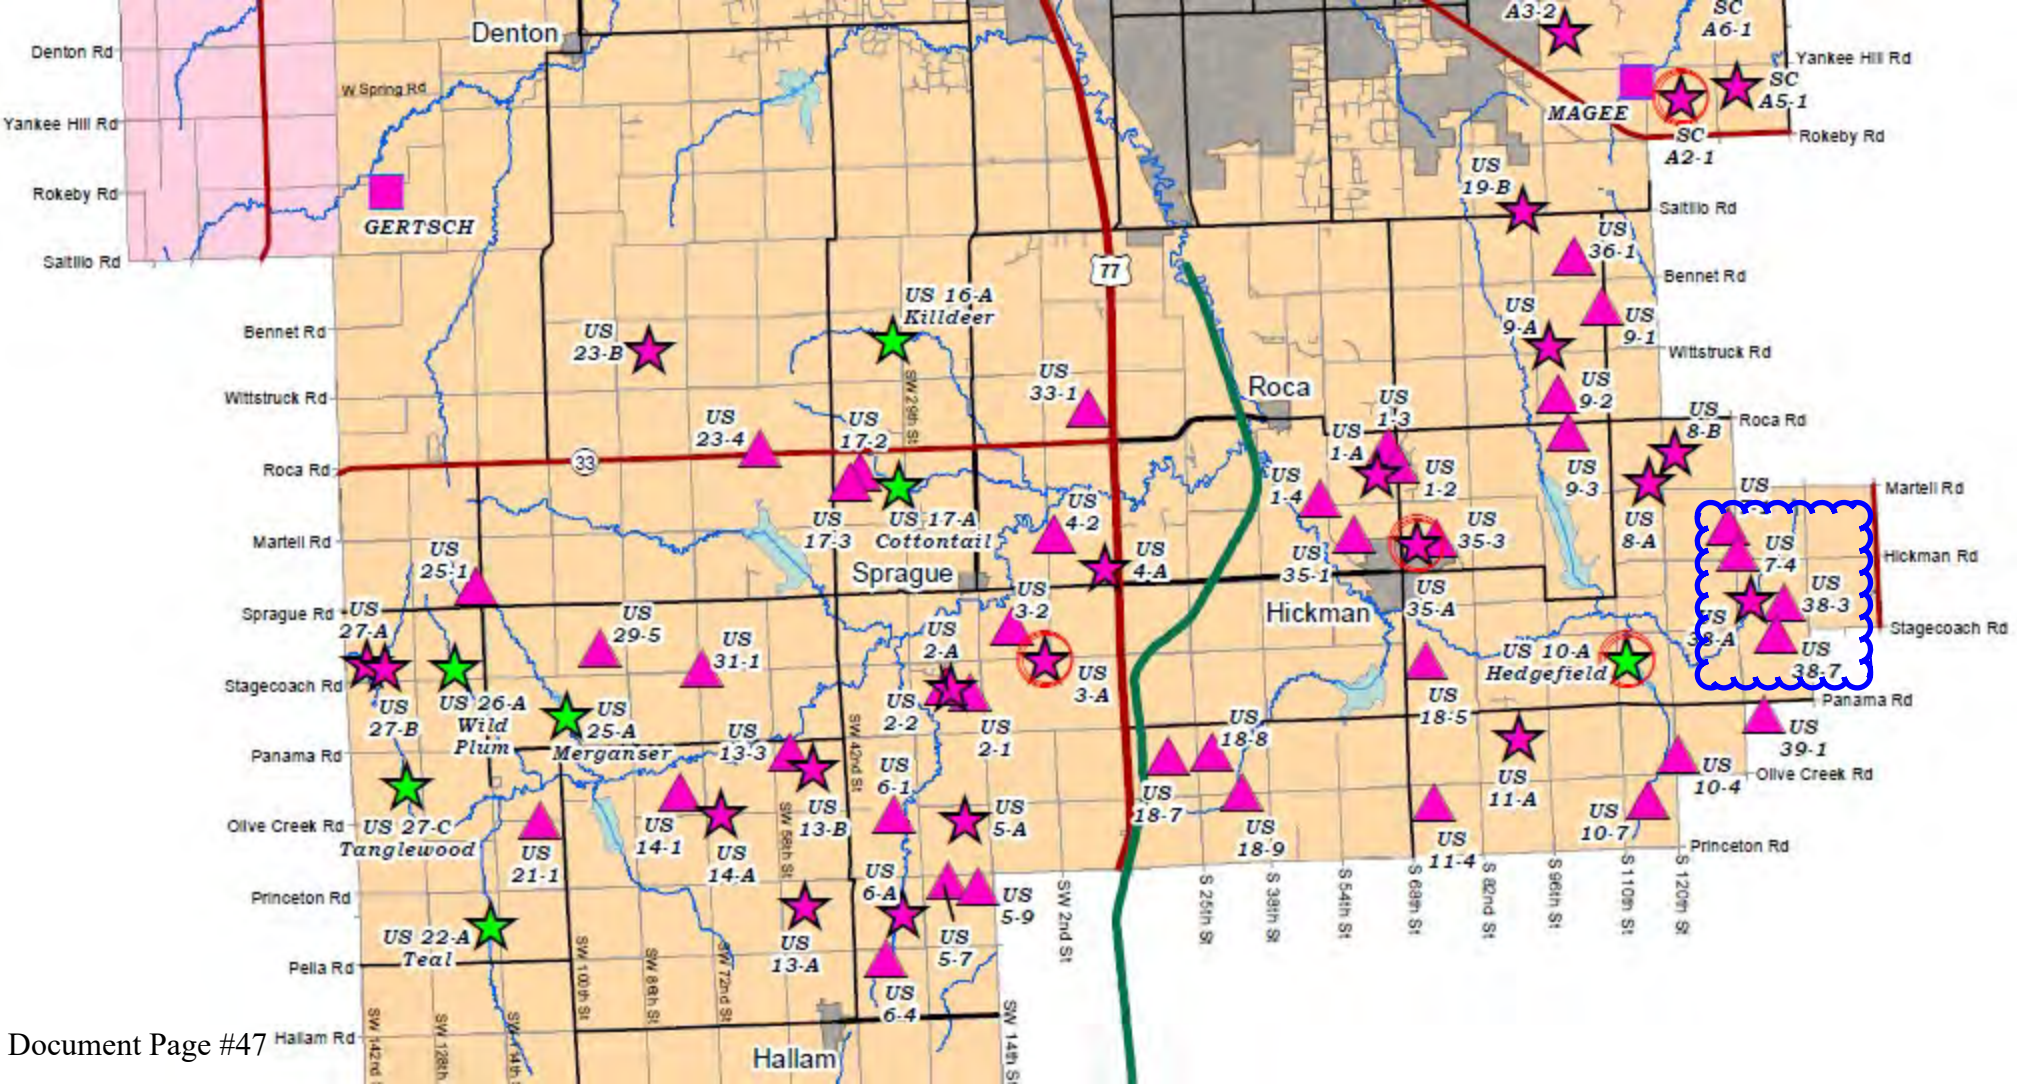 Denton
A3-2
SC
A6-1
Denton Rd
Yankee Hill Rd
W Spring Rd
SC
A5-1
MAGEE
Yankee Hill Rd
Rokeby Rd
SC
A2-1
US
19-B
Rokeby Rd
GERTSCH
Saltillo Rd
Saltillo Rd
US
36-1
77
Bennet Rd
US 16-A
Killdeer
US
9-A
US
9-1
Bennet Rd
US
23-B
Wittstruck Rd
US
33-1
Roca
US
9-2
Wittstruck Rd
SW 29th St
US
1-3
US
8-B
Roca Rd
US
23-4
US
17-2
US
1-A
33
Roca Rd
US
1-4
US
1-2
US
9-3
US
Martell Rd
US
17-3
US 17-A
Cottontail
US
4-2
US
35-3
US
8-A
Martell Rd
US
25-1
US
4-A
US
35-1
US
7-4
Hickman Rd
Sprague
US
3-2
US
35-A
US
38-3
Hickman
Sprague Rd
US
27-A
US
29-5
US
2-A
US
38-A
Stagecoach Rd
US
31-1
US 10-A
Hedgefield
US
38-7
Stagecoach Rd
US
3-A
US
27-B
US 26-A
Wild
Plum
US
25-A
Merganser
US
2-2
US
2-1
US
18-5
Panama Rd
US
13-3
SW 42nd St
US
18-8
US
39-1
Panama Rd
US
6-1
US
18-7
US
11-A
US
10-4
Olive Creek Rd
Olive Creek Rd
US 27-C
Tanglewood
US
14-1
SW 58th St
US
13-B
US
5-A
US
18-9
US
11-4
US
10-7
US
21-1
US
14-A
Princeton Rd
US
6-A
Princeton Rd
US
5-9
SW 2nd St
S 25th St
S 38th St
S 54th St
S 68th St
S 82nd St
S 96th St
S 110th St
S 120th St
US 22-A
Teal
US
13-A
US
5-7
Pella Rd
SW 100th St
SW 86th St
SW 72nd St
US
6-4
Document Page #47
Hallam Rd
SW 142nd
SW 128th
SW 114th
Hallam
SW 14th St